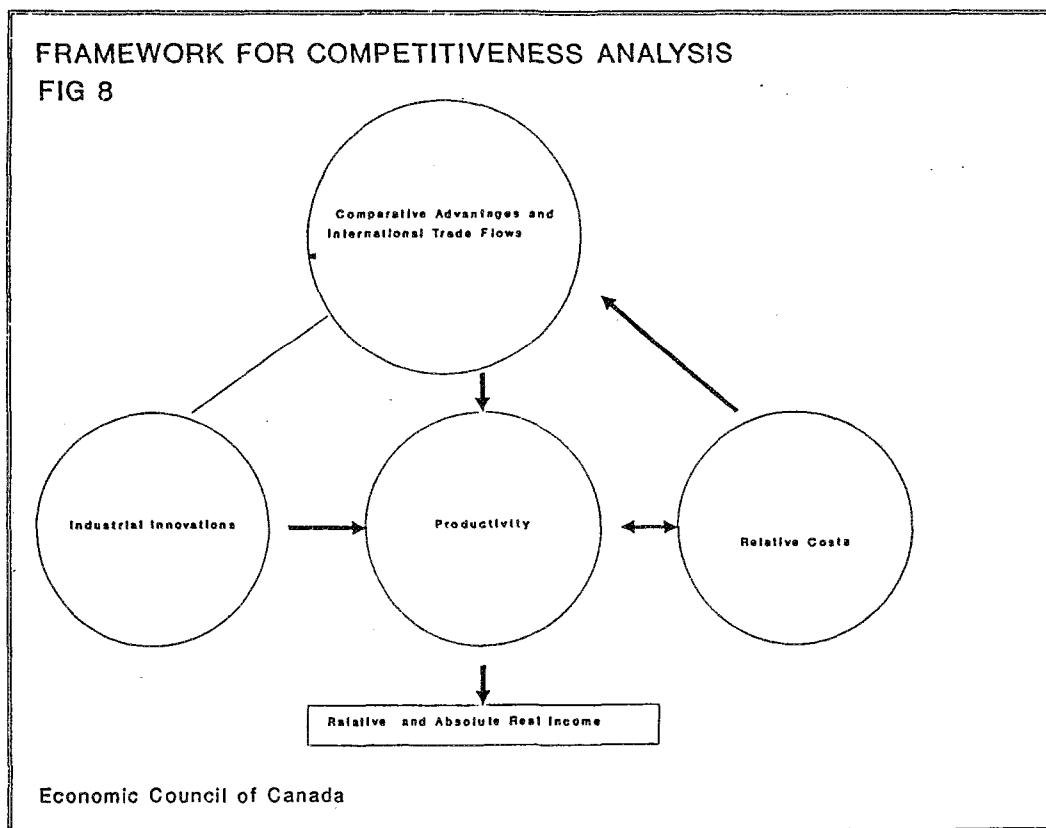 FRAMEWORK FOR COMPETITIVENESS ANALYSIS
FIG 8
Comparative Advantages and
International Trade Flows
Industrial Innovations
Productivity
Relative Costs
Relative and Absolute Real Income
Economic Council of Canada